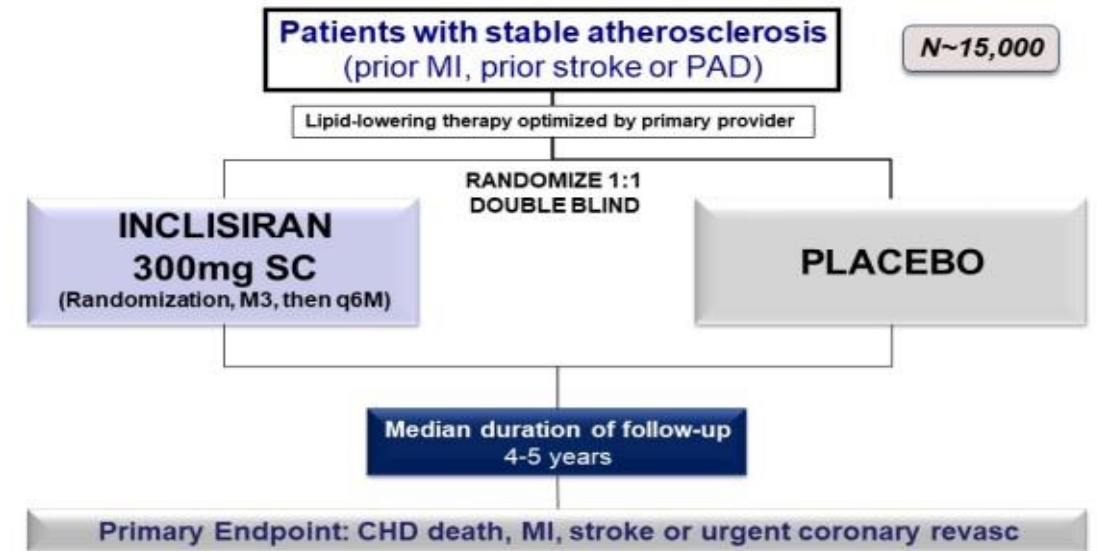 Patients with stable atherosclerosis
(prior MI, prior stroke or PAD)
N~15,000
Lipid-lowering therapy optimized by primary provider
RANDOMIZE 1:1
DOUBLE BLIND
INCLISIRAN
300mg SC
(Randomization, M3, then q6M)
PLACEBO
Median duration of follow-up
4-5 years
Primary Endpoint: CHD death, MI, stroke or urgent coronary revasc